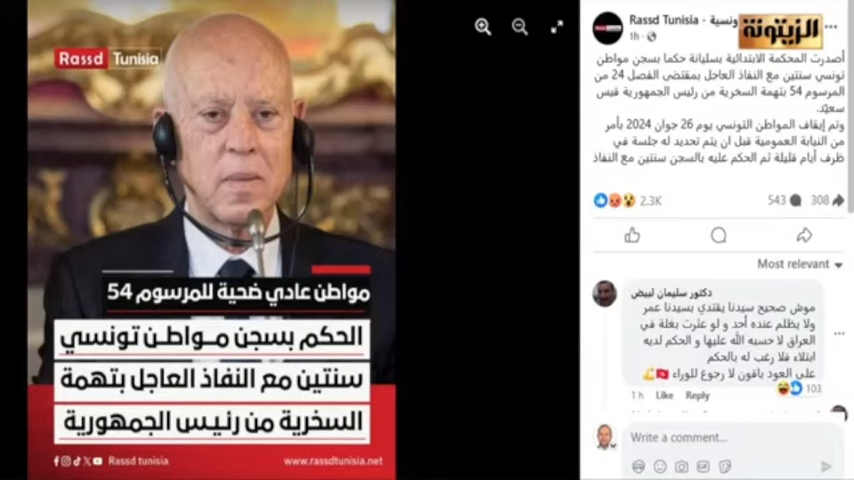 Rassd Tunisia
مواطن عادي ضحية للمرسوم 54
الحكم بسجن مواطن تونسي
سنتين مع النفاذ العاجل بتهمة
السخرية من رئيس الجمهورية
Rassd tunisia
www.rassdtunisia.net
Rassd Tunisia - ونسية
الزيتونة
1h
أصدرت المحكمة الابتدائية بسليانة حكما بسجن مواطن
تونسي سنتين مع النفاذ العاجل بمقتضى الفصل 24 من
المرسوم 54 بتهمة السخرية من رئيس الجمهورية قيس
سعيّد.
وتم إيقاف المواطن التونسي يوم 26 جوان 2024 بأمر
من النيابة العمومية قبل ان يتم تحديد له جلسة في
ظرف أيام قليلة ثم الحكم عليه بالسجن سنتين مع النفاذ
2.3K
543
308
Most relevant
دكتور سليمان لبيض
موش صحيح سيدنا يقتدي بسيدنا عمر
ولا يظلم عنده أحد و لو عثرت بغلة في
العراق لا حسبه الله عليها و الحكم لديه
ابتلاء فلا رغب له بالحكم
على العود باقون لا رجوع للوراء
103
1h Like Reply
Write a comment...